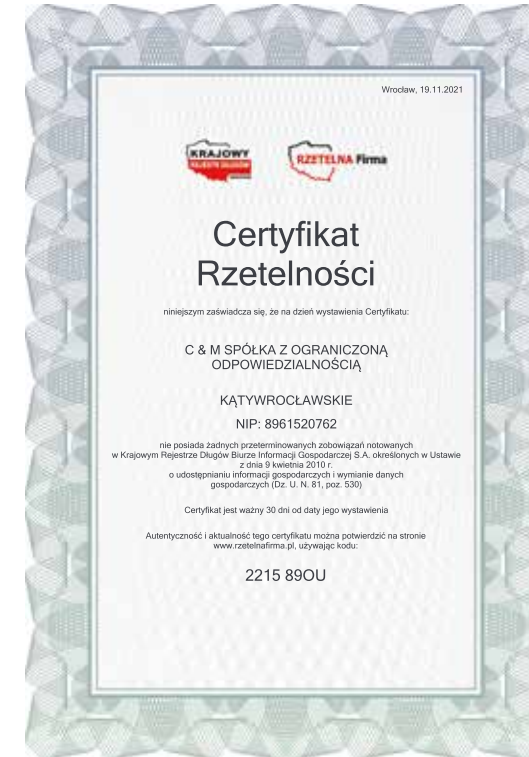 Wrocław, 19.11.2021
KRAJOWY
REJESTR DŁUGÓW
RZETELNA Firma
Certyfikat
Rzetelności
niniejszym zaświadcza się, że na dzień wystawienia Certyfikatu:
C & M SPÓŁKA Z OGRANICZONĄ
ODPOWIEDZIALNOŚCIĄ
KĄTYWROCŁAWSKIE
NIP: 8961520762
nie posiada żadnych przeterminowanych zobowiązań notowanych
w Krajowym Rejestrze Długów Biurze Informacji Gospodarczej S.A. określonych w Ustawie
z dnia 9 kwietnia 2010 r.
o udostępnianiu informacji gospodarczych i wymianie danych
gospodarczych (Dz. U. N. 81, poz. 530)
Certyfikat jest ważny 30 dni od daty jego wystawienia
Autentyczność i aktualność tego certyfikatu można potwierdzić na stronie
www.rzetelnafirma.pl, używając kodu:
2215 89OU